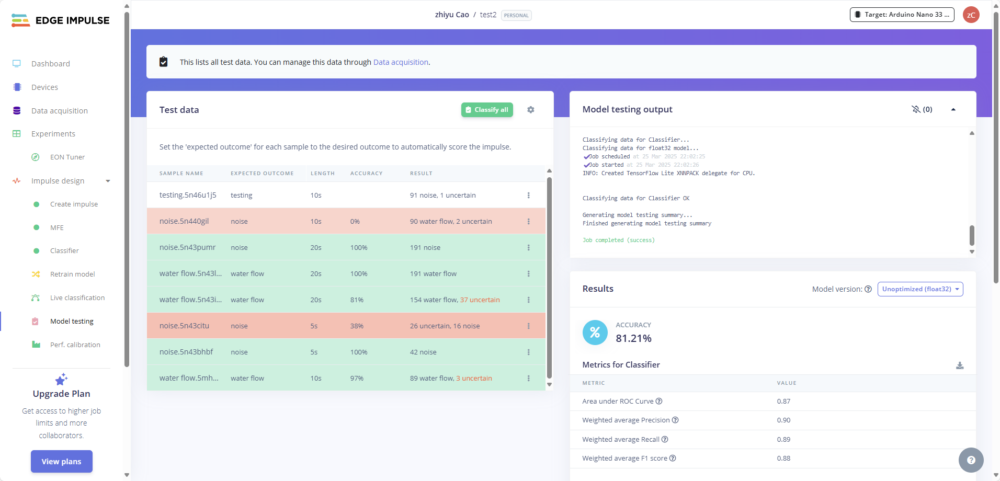 EDGE IMPULSE
Dashboard
Devices
Data acquisition
Experiments
EON Tuner
Impulse design
Create impulse
MFE
Classifier
Retrain model
Live classification
Model testing
Perf. calibration
Upgrade Plan
Get access to higher job
limits and more
collaborators.
View plans
zhiyu Cao / test2 PERSONAL
Target: Arduino Nano 33 ...
zC
This lists all test data. You can manage this data through Data acquisition.
Test data
Classify all
Set the 'expected outcome' for each sample to the desired outcome to automatically score the impulse.
SAMPLE NAME EXPECTED OUTCOME LENGTH ACCURACY RESULT
testing.5n46u1j5 testing 10s 91 noise, 1 uncertain
noise.5n440gil noise 10s 0% 90 water flow, 2 uncertain
noise.5n43pumr noise 20s 100% 191 noise
water flow.5n43l... water flow 20s 100% 191 water flow
water flow.5n43i... water flow 20s 81% 154 water flow, 37 uncertain
noise.5n43citu noise 5s 38% 26 uncertain, 16 noise
noise.5n43bhbf noise 5s 100% 42 noise
water flow.5mh... water flow 10s 97% 89 water flow, 3 uncertain
Model testing output
(0)
Classifying data for Classifier...
Classifying data for float32 model...
Job scheduled at 25 Mar 2025 22:02:25
Job started at 25 Mar 2025 22:02:26
INFO: Created TensorFlow Lite XNNPACK delegate for CPU.
Classifying data for Classifier OK
Generating model testing summary...
Finished generating model testing summary
Job completed (success)
Results
Model version: ? Unoptimized (float32)
%
ACCURACY
81.21%
Metrics for Classifier
METRIC VALUE
Area under ROC Curve ? 0.87
Weighted average Precision ? 0.90
Weighted average Recall ? 0.89
Weighted average F1 score ? 0.88
?